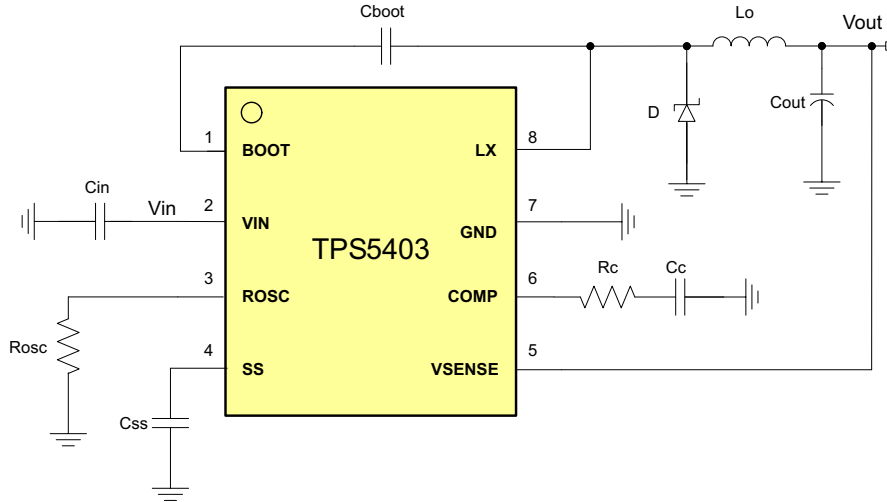 Cboot
Lo
Vout
D
Cout
1
BOOT
LX
8
Cin
Vin
2
VIN
7
GND
TPS5403
3
ROSC
COMP
6
Rc
Cc
Rosc
4
SS
VSENSE
5
Css